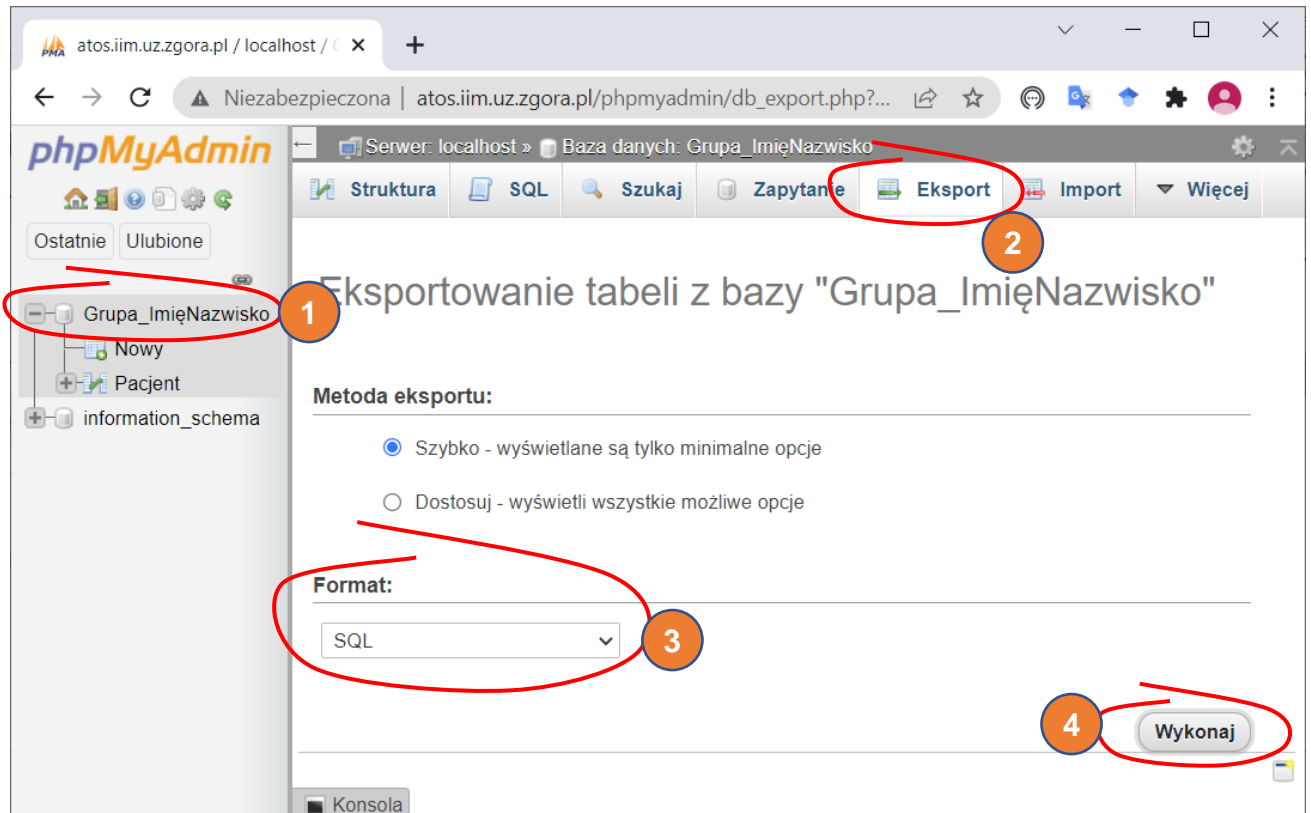 PMA atos.iim.uz.zgora.pl / localhost /
Niezabezpieczona | atos.iim.uz.zgora.pl/phpmyadmin/db_export.php?...
phpMyAdmin
Serwer: localhost » Baza danych: Grupa_ImięNazwisko
Struktura SQL Szukaj Zapytanie Eksport Import Więcej
2
Ostatnie Ulubione
Grupa_ImięNazwisko
1
Nowy
Pacjent
information_schema
Eksportowanie tabeli z bazy "Grupa_ImięNazwisko"
Metoda eksportu:
Szybko - wyświetlane są tylko minimalne opcje
Dostosuj - wyświetli wszystkie możliwe opcje
Format:
SQL
3
4
Wykonaj
Konsola